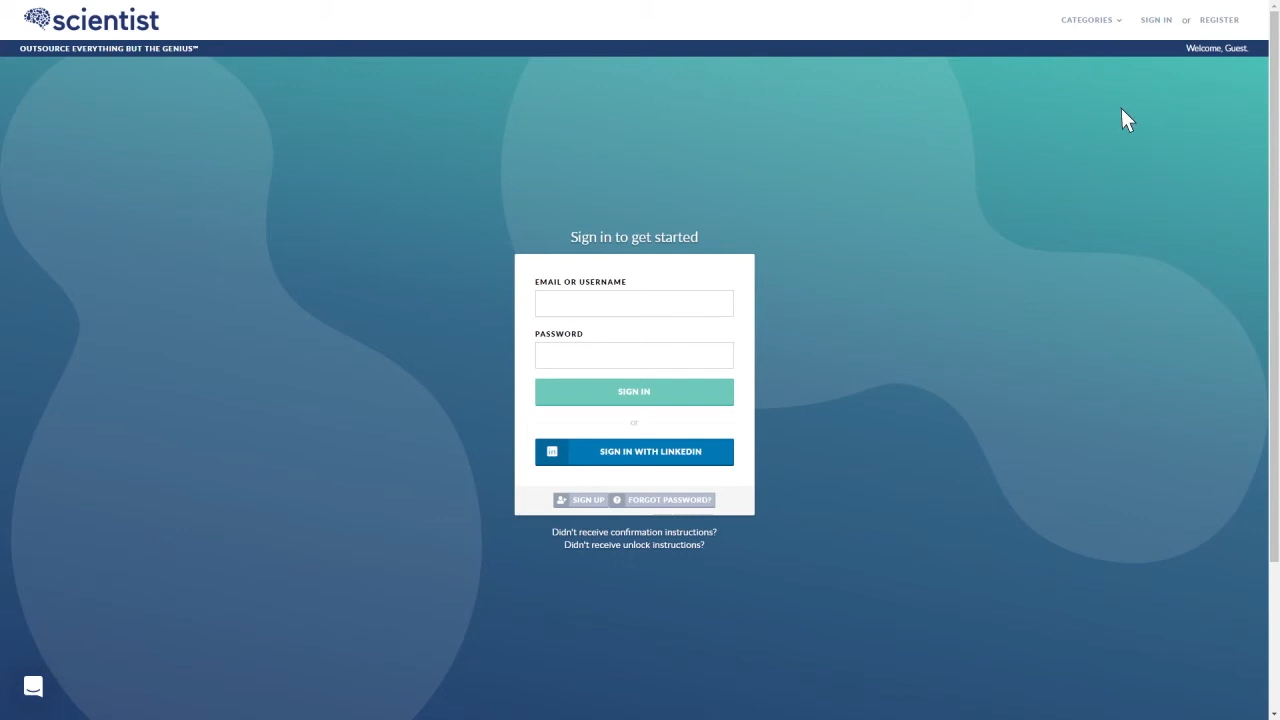 scientist
CATEGORIES SIGN IN or REGISTER
OUTSOURCE EVERYTHING BUT THE GENIUS℠
Welcome, Guest.
Sign in to get started
EMAIL OR USERNAME
PASSWORD
SIGN IN
or
in SIGN IN WITH LINKEDIN
SIGN UP ? FORGOT PASSWORD?
Didn't receive confirmation instructions?
Didn't receive unlock instructions?